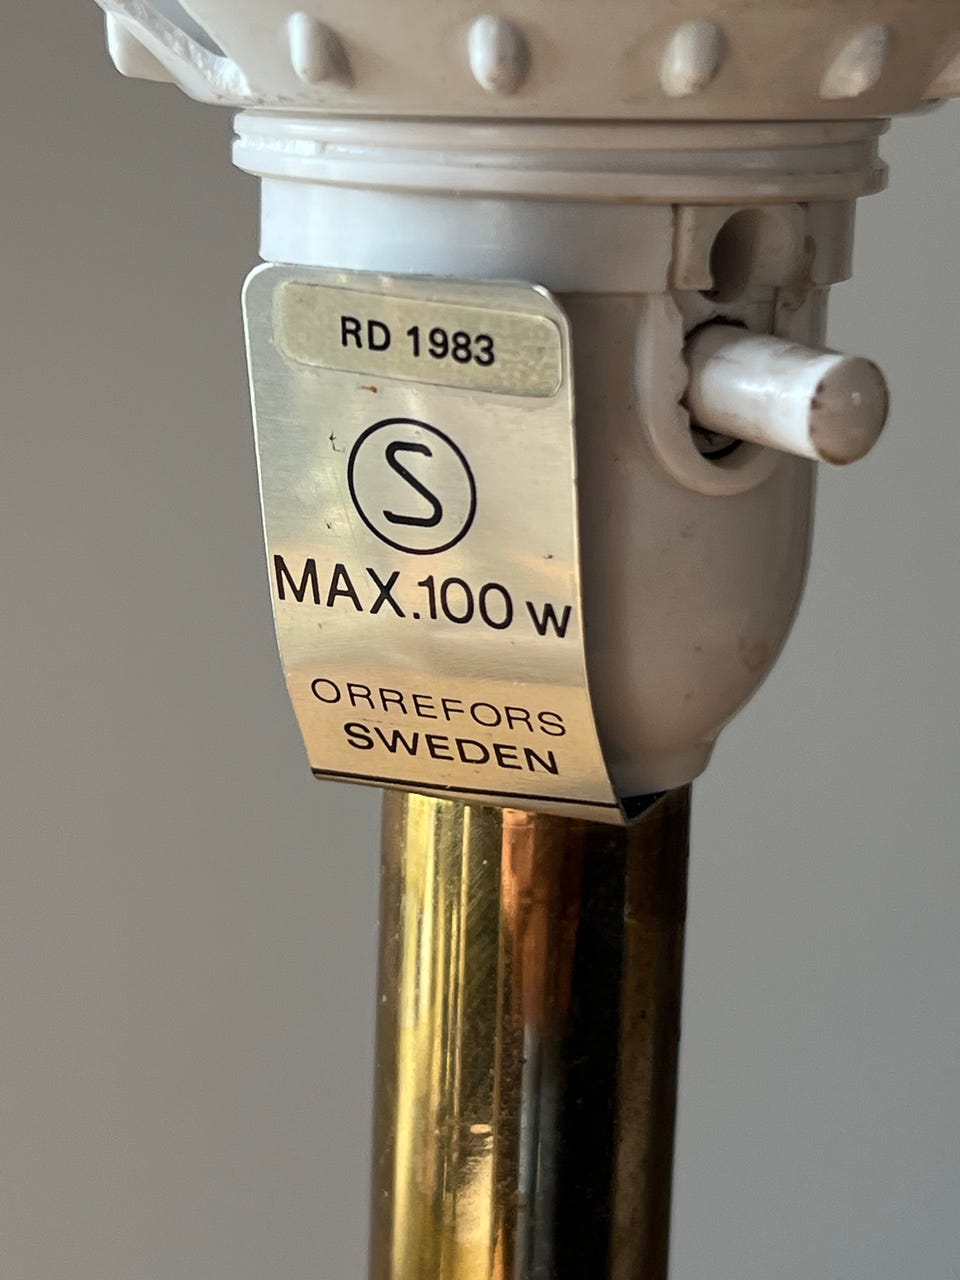 RD 1983
S
MAX.100 W
ORREFORS
SWEDEN